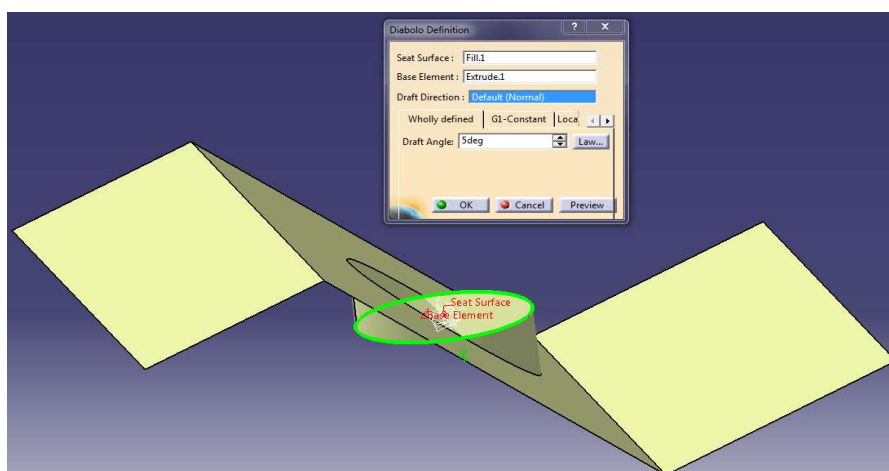 Diabolo Definition ? X
Seat Surface : Fill.1
Base Element : Extrude.1
Draft Direction : Default (Normal)
Wholly defined G1-Constant Loca
Draft Angle: 5deg Law...
OK Cancel Preview
Seat Surface
Base Element